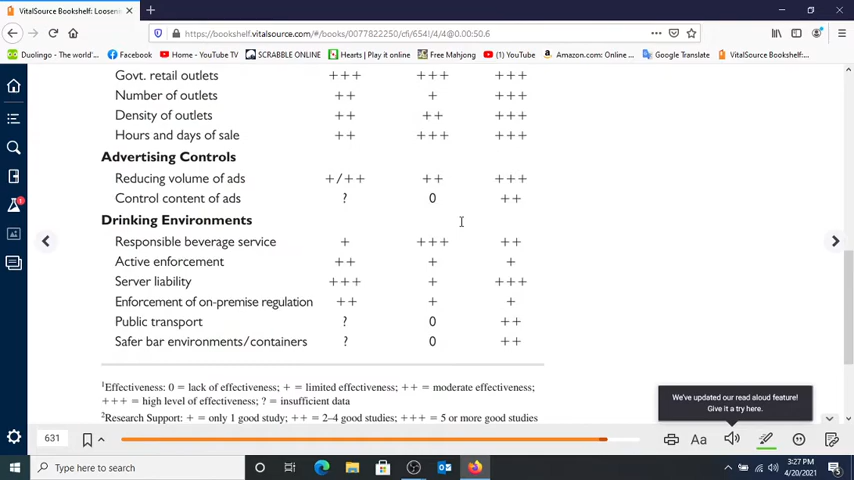 VitalSource Bookshelf: Loosen
https://bookshelf.vitalsource.com/#/books/0077822250/cfi/654!/4/4@0.00:50.6
Duolingo - The world'... Facebook Home - YouTube TV SCRABBLE ONLINE Hearts | Play it online Free Mahjong (1) YouTube Amazon.com: Online ... Google Translate VitalSource Bookshelf:...
Govt. retail outlets +++ +++ +++
Number of outlets ++ + +++
Density of outlets ++ ++ +++
Hours and days of sale ++ +++ +++
Advertising Controls
Reducing volume of ads +/++ ++ +++
Control content of ads ? 0 ++
Drinking Environments
Responsible beverage service + +++ ++
Active enforcement ++ + +
Server liability +++ + +++
Enforcement of on-premise regulation ++ + +
Public transport ? 0 ++
Safer bar environments/containers ? 0 ++
¹Effectiveness: 0 = lack of effectiveness; + = limited effectiveness; ++ = moderate effectiveness;
+++ = high level of effectiveness; ? = insufficient data
²Research Support: + = only 1 good study; ++ = 2–4 good studies; +++ = 5 or more good studies
We've updated our read aloud feature!
Give it a try here.
631
Aa
Type here to search
3:27 PM
4/20/2021